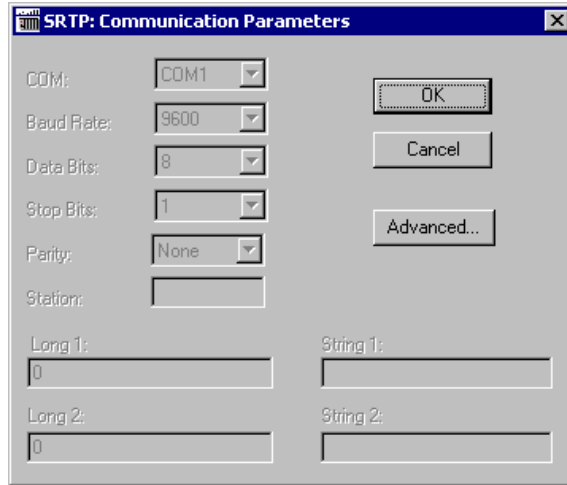 SRTP: Communication Parameters
COM: COM1
OK
Baud Rate: 9600
Cancel
Data Bits: 8
Stop Bits: 1
Advanced...
Parity: None
Station:
Long 1: String 1:
0
Long 2: String 2:
0